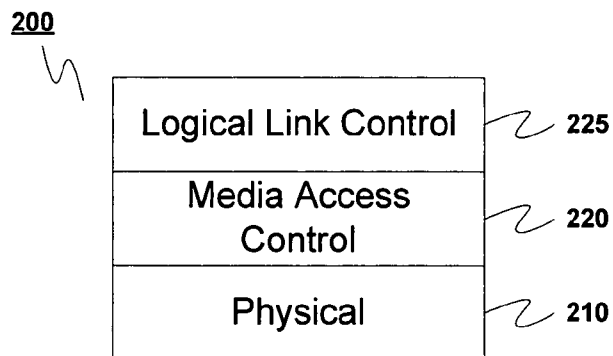 200
Logical Link Control
225
Media Access
Control
220
Physical
210